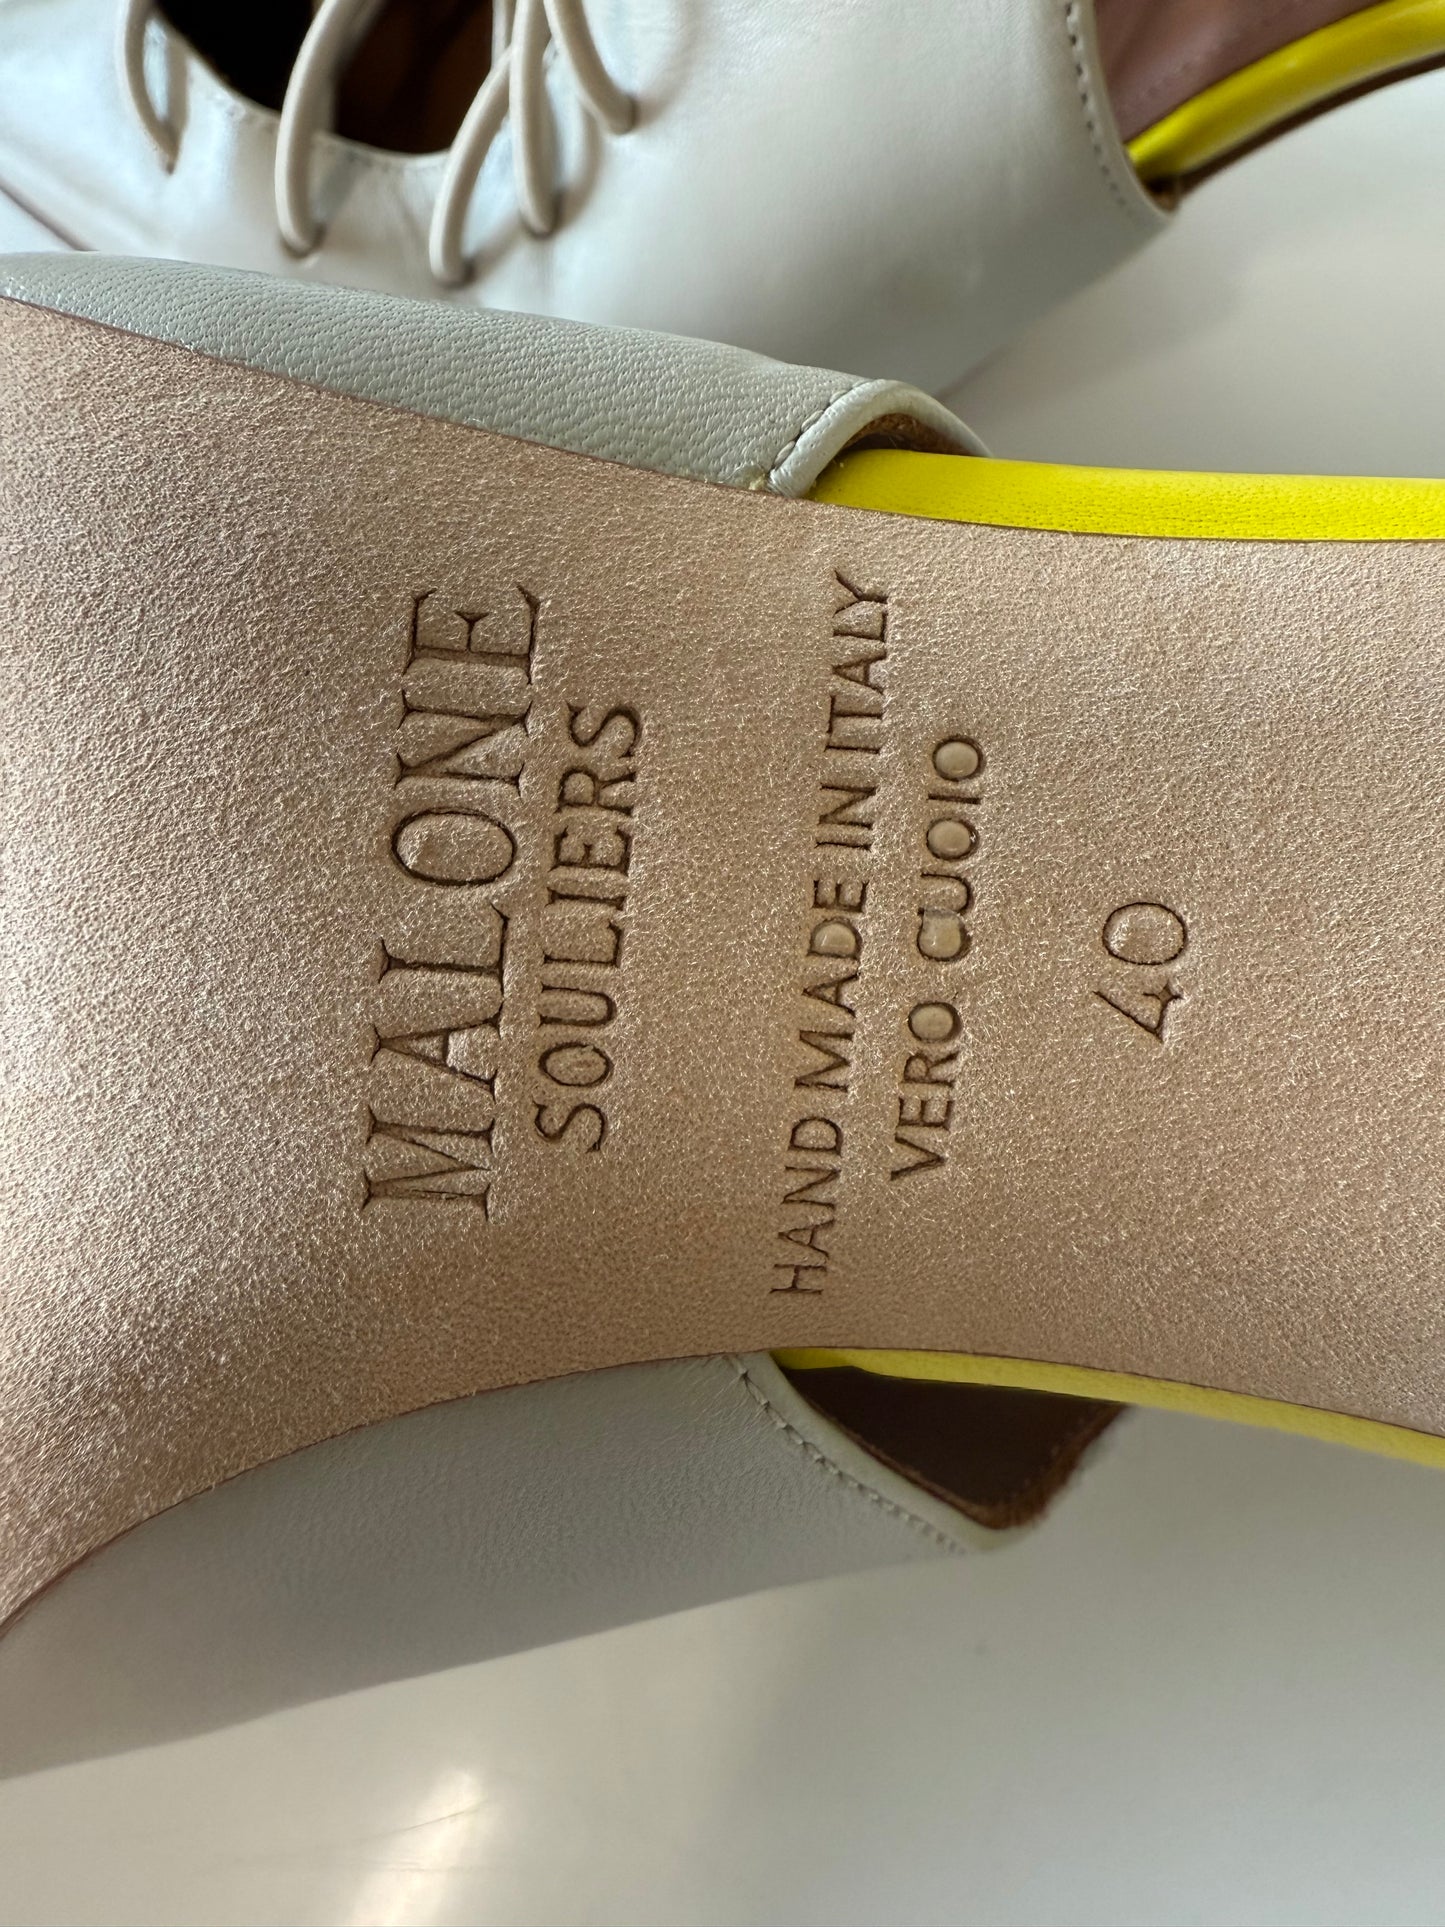 MALONE
SOULIERS
HAND MADE IN ITALY
VERO CUOIO
40